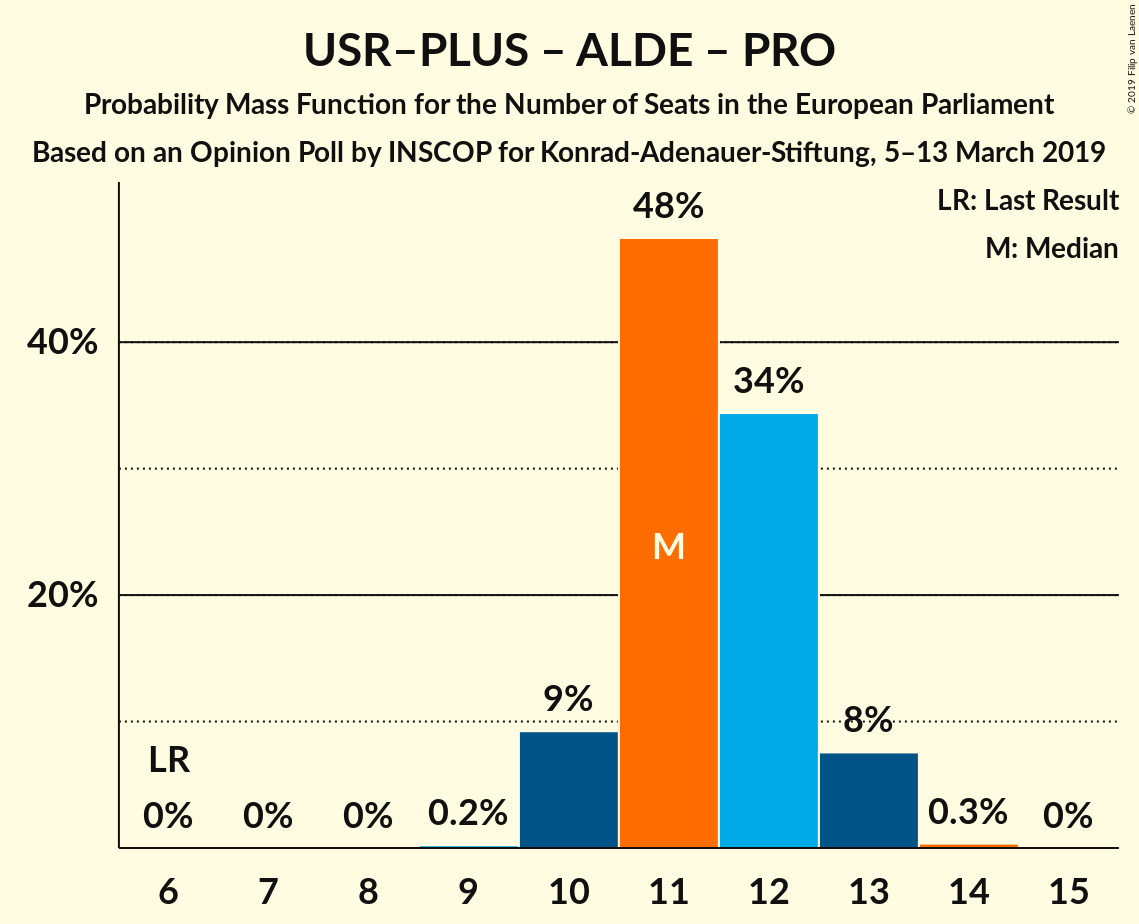 USR–PLUS – ALDE – PRO
Probability Mass Function for the Number of Seats in the European Parliament
Based on an Opinion Poll by INSCOP for Konrad-Adenauer-Stiftung, 5–13 March 2019
© 2019 Filip van Laenen
LR: Last Result
M: Median
48%
40%
34%
M
20%
9%
8%
LR
0%
0%
0%
0.2%
0.3%
0%
6 7 8 9 10 11 12 13 14 15